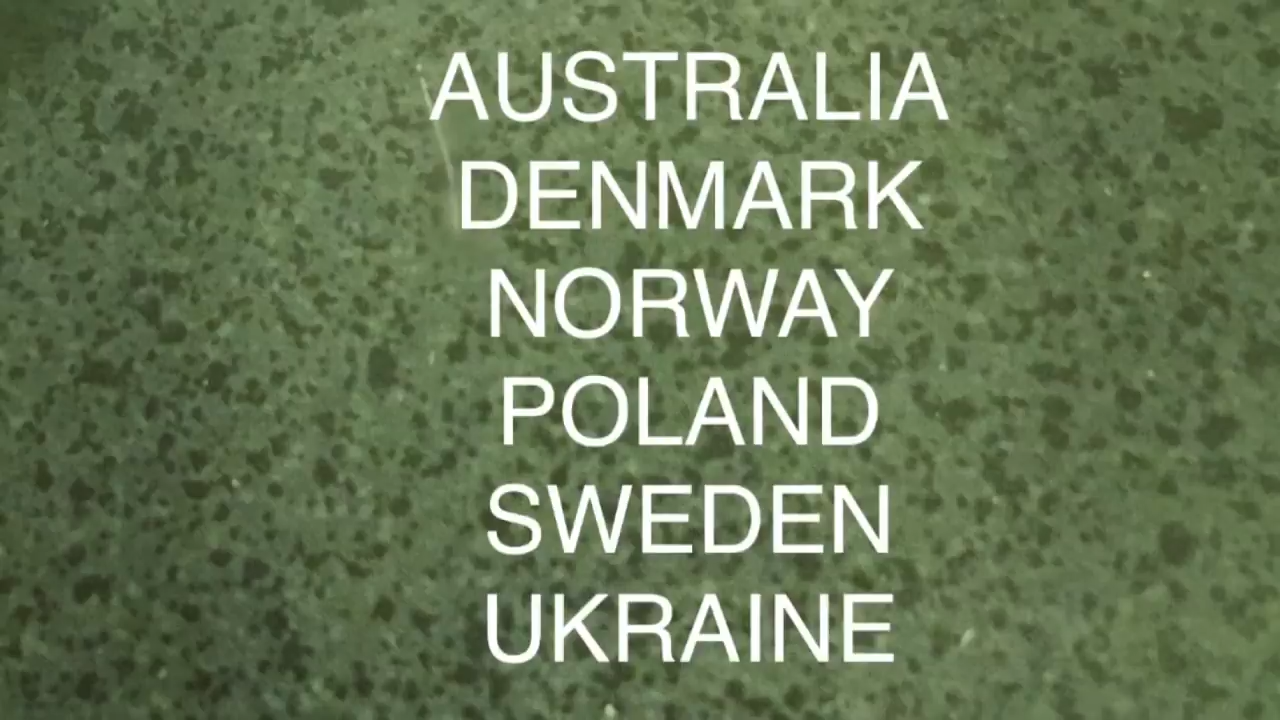 AUSTRALIA
DENMARK
NORWAY
POLAND
SWEDEN
UKRAINE